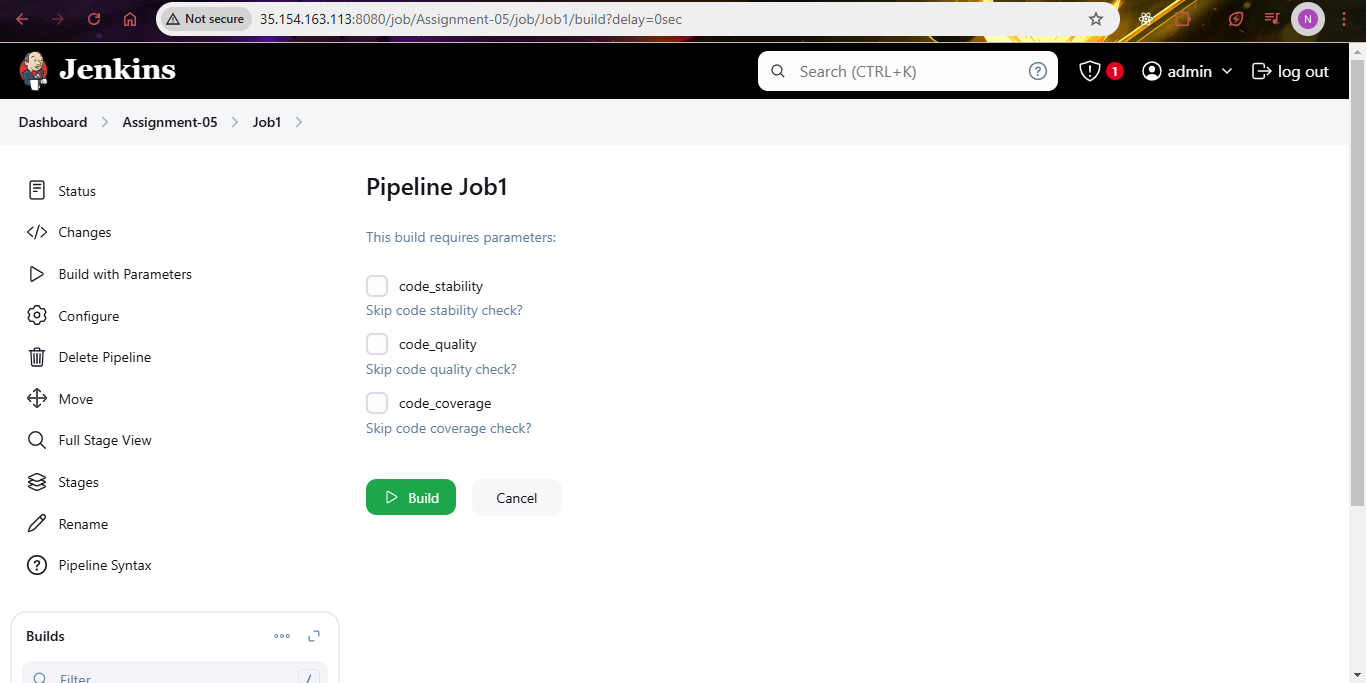 Not secure 35.154.163.113:8080/job/Assignment-05/job/Job1/build?delay=0sec N
Jenkins Search (CTRL+K) ? 1 admin log out
Dashboard Assignment-05 Job1
Status
Changes
Build with Parameters
Configure
Delete Pipeline
Move
Full Stage View
Stages
Rename
Pipeline Syntax
Builds
Filter /
Pipeline Job1
This build requires parameters:
code_stability
Skip code stability check?
code_quality
Skip code quality check?
code_coverage
Skip code coverage check?
Build Cancel